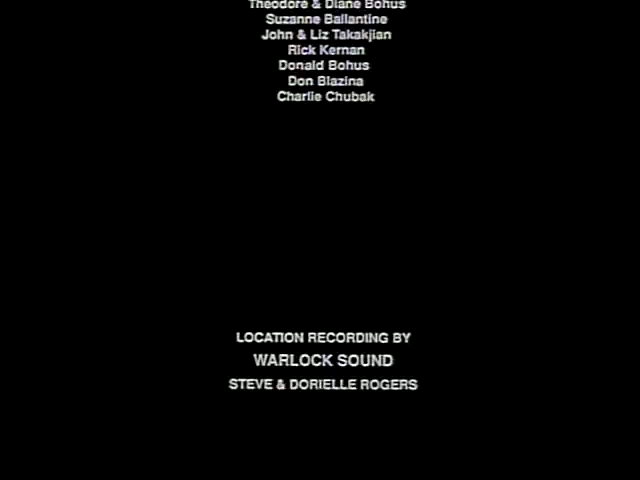 Theodore & Diane Bohus
Suzanne Ballantine
John & Liz Takakjian
Rick Kernan
Donald Bohus
Don Blazina
Charlie Chubak
LOCATION RECORDING BY
WARLOCK SOUND
STEVE & DORIELLE ROGERS